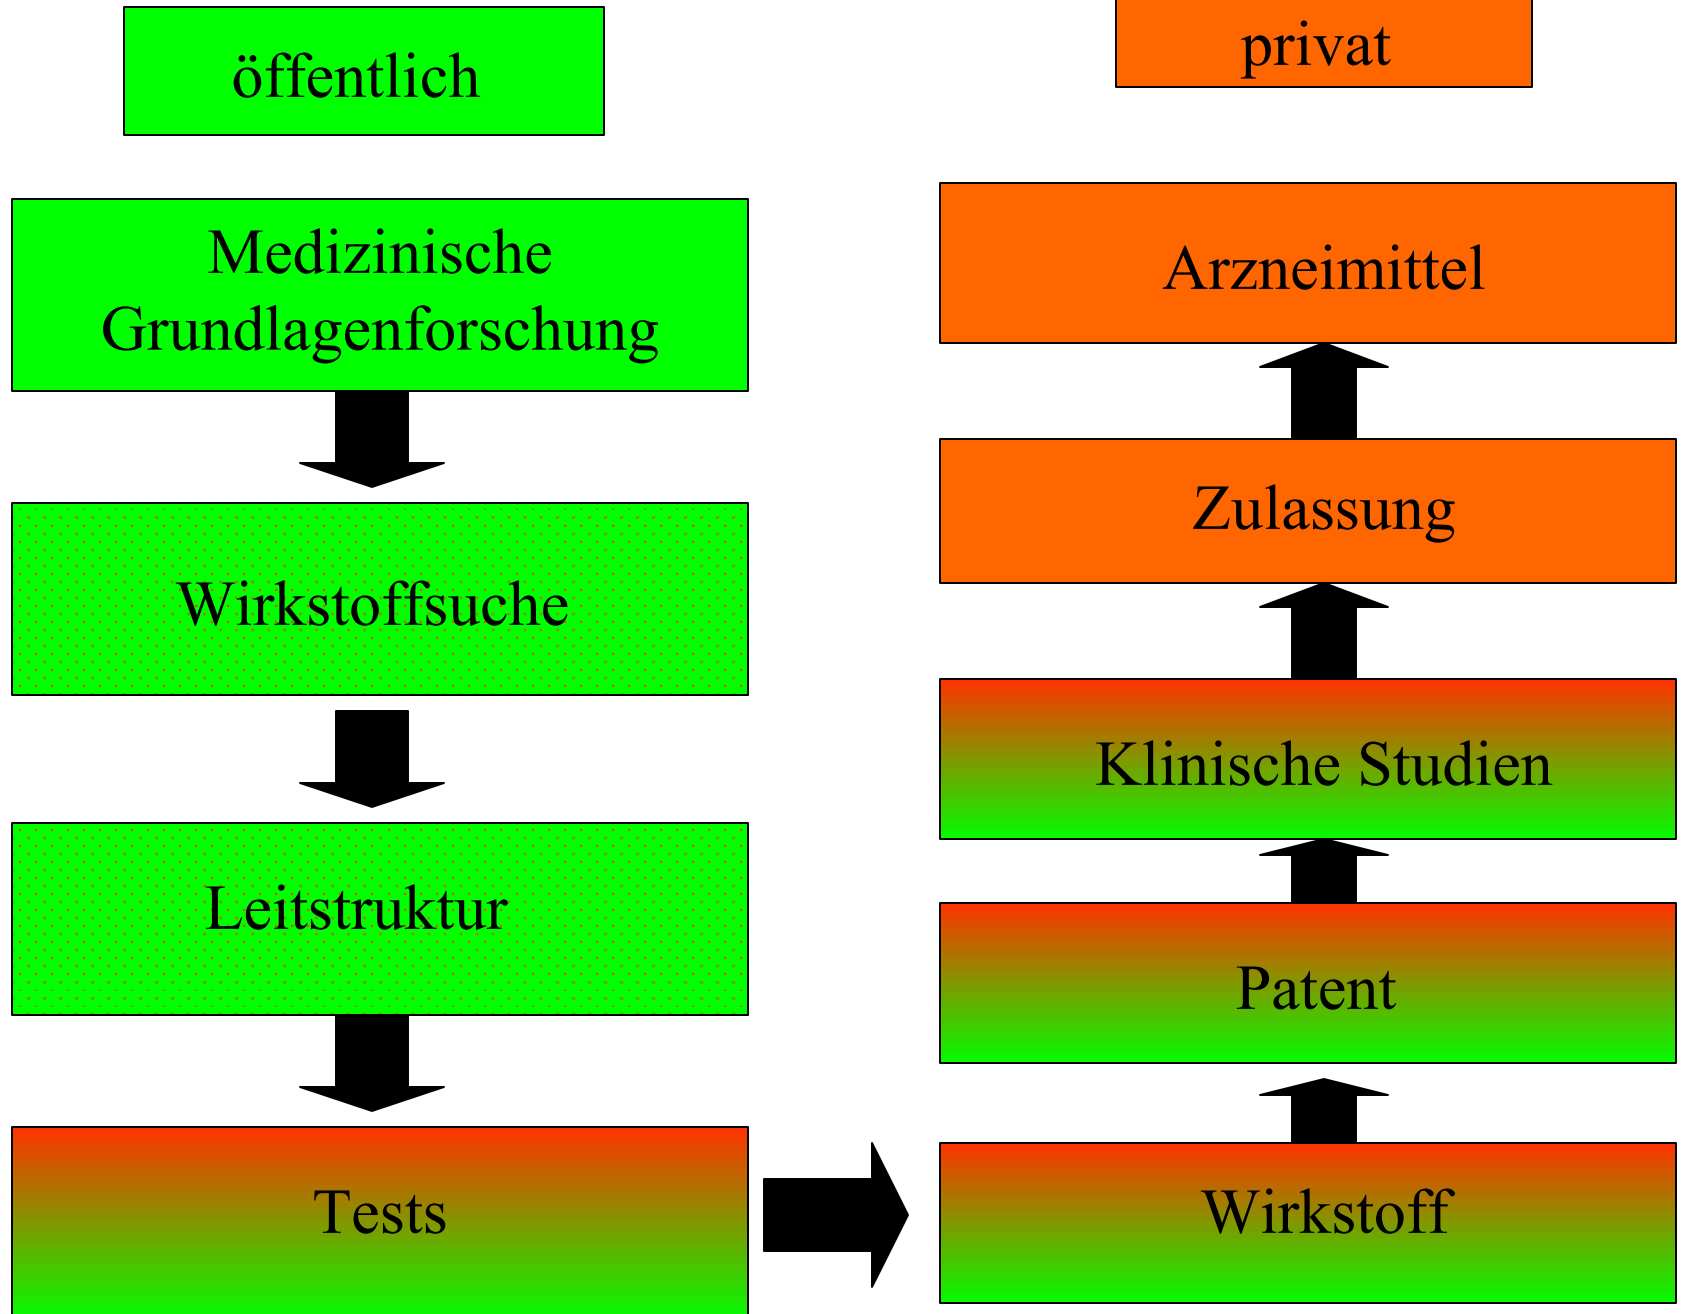 öffentlich
privat
Medizinische
Grundlagenforschung
Wirkstoffsuche
Leitstruktur
Tests
Arzneimittel
Zulassung
Klinische Studien
Patent
Wirkstoff